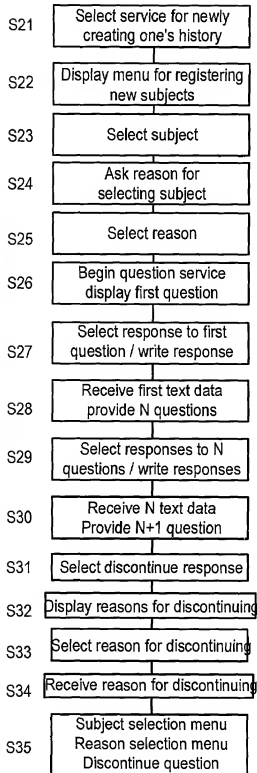 S21
Select service for newly
creating one's history
S22
Display menu for registering
new subjects
S23
Select subject
S24
Ask reason for
selecting subject
S25
Select reason
S26
Begin question service
display first question
S27
Select response to first
question / write response
S28
Receive first text data
provide N questions
S29
Select responses to N
questions / write responses
S30
Receive N text data
Provide N+1 question
S31
Select discontinue response
S32
Display reasons for discontinuing
S33
Select reason for discontinuing
S34
Receive reason for discontinuing
S35
Subject selection menu
Reason selection menu
Discontinue question